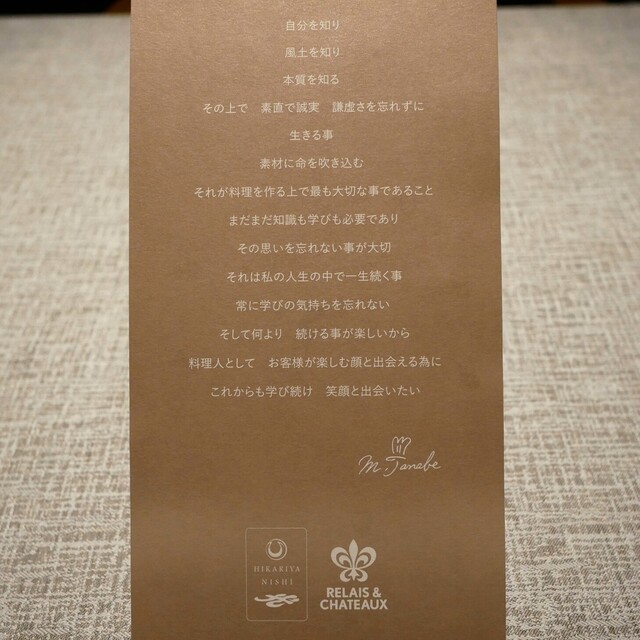 自分を知り
風土を知り
本質を知る
その上で　素直で誠実　謙虚さを忘れずに
生きる事
素材に命を吹き込む
それが料理を作る上で最も大切な事であること
まだまだ知識も学びも必要であり
その思いを忘れない事が大切
それは私の人生の中で一生続く事
常に学びの気持ちを忘れない
そして何より　続ける事が楽しいから
料理人として　お客様が楽しむ顔と出会える為に
これからも学び続け　笑顔と出会いたい
M.Tanabe
HIKARIYA
NISHI
RELAIS &
CHATEAUX